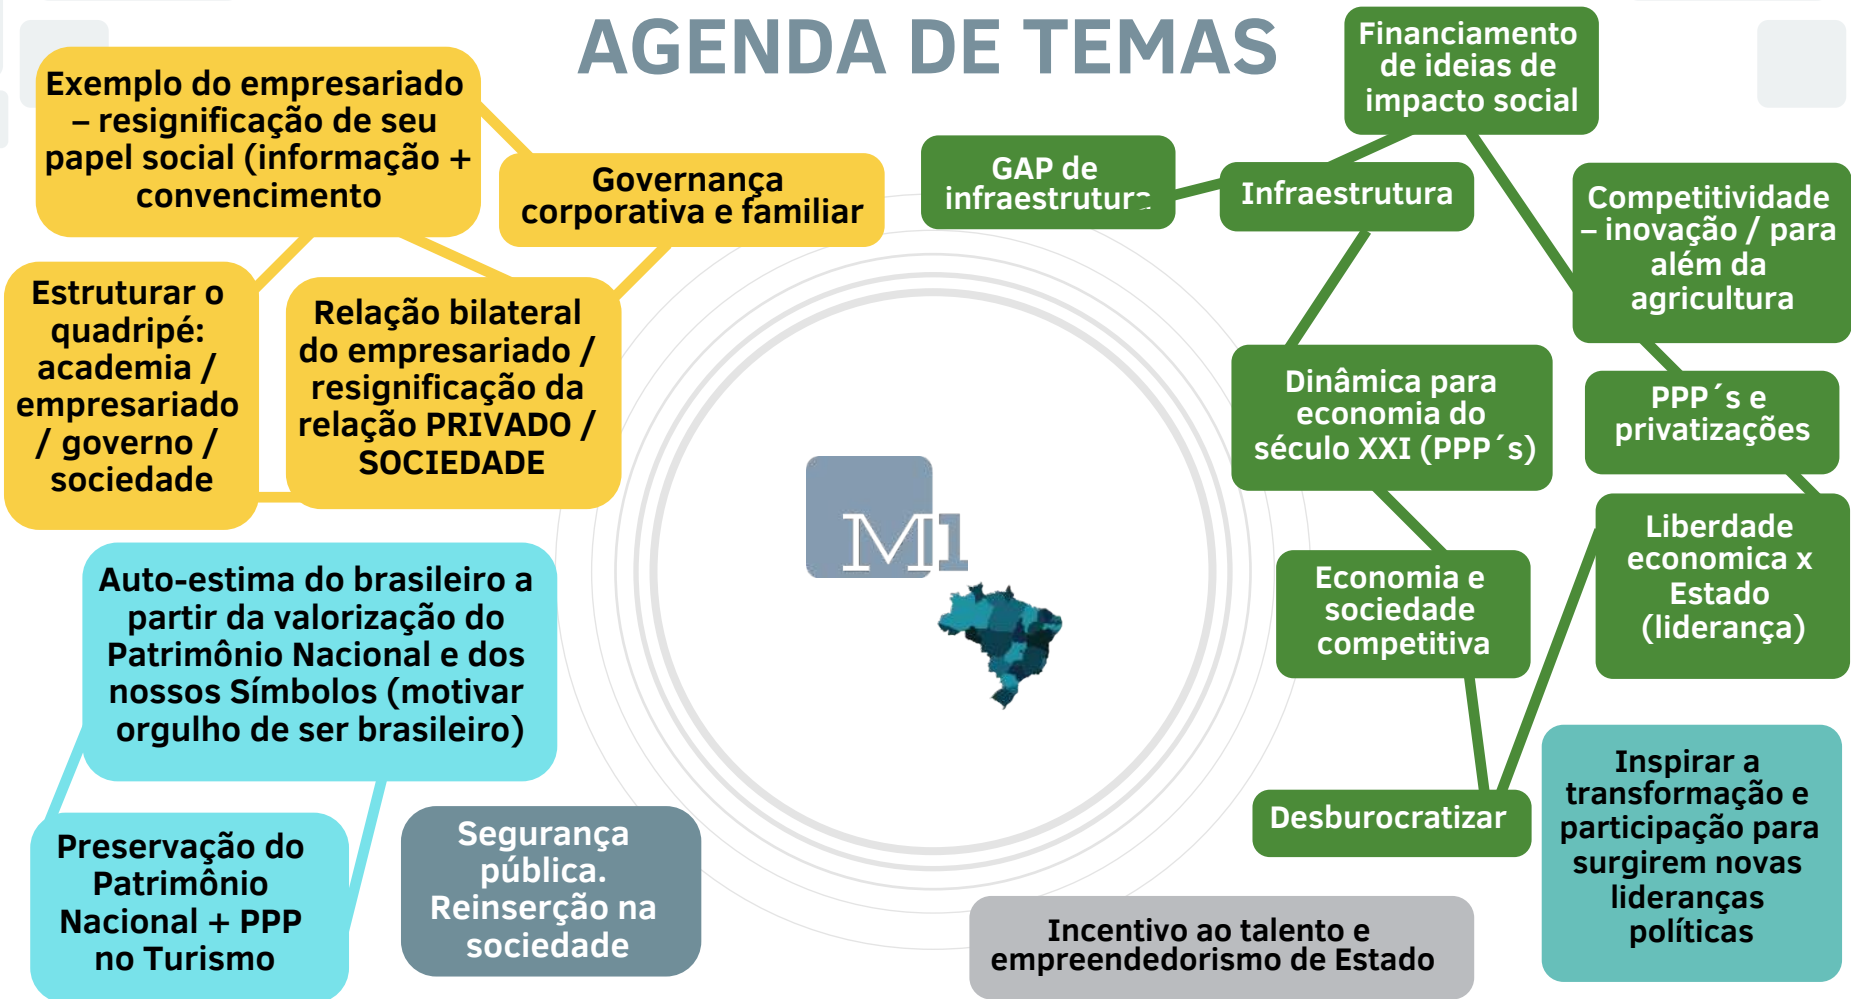 AGENDA DE TEMAS
Exemplo do empresariado
– resignificação de seu
papel social (informação +
convencimento
Governança
corporativa e familiar
Estruturar o
quadripé:
academia /
empresariado
/ governo /
sociedade
Relação bilateral
do empresariado /
resignificação da
relação PRIVADO /
SOCIEDADE
Financiamento
de ideias de
impacto social
GAP de
infraestrutura
Infraestrutura
Competitividade
– inovação / para
além da
agricultura
Dinâmica para
economia do
século XXI (PPP´s)
PPP´s e
privatizações
Economia e
sociedade
competitiva
Liberdade
economica x
Estado
(liderança)
Desburocratizar
M1
Auto-estima do brasileiro a
partir da valorização do
Patrimônio Nacional e dos
nossos Símbolos (motivar
orgulho de ser brasileiro)
Preservação do
Patrimônio
Nacional + PPP
no Turismo
Segurança
pública.
Reinserção na
sociedade
Incentivo ao talento e
empreendedorismo de Estado
Inspirar a
transformação e
participação para
surgirem novas
lideranças
políticas